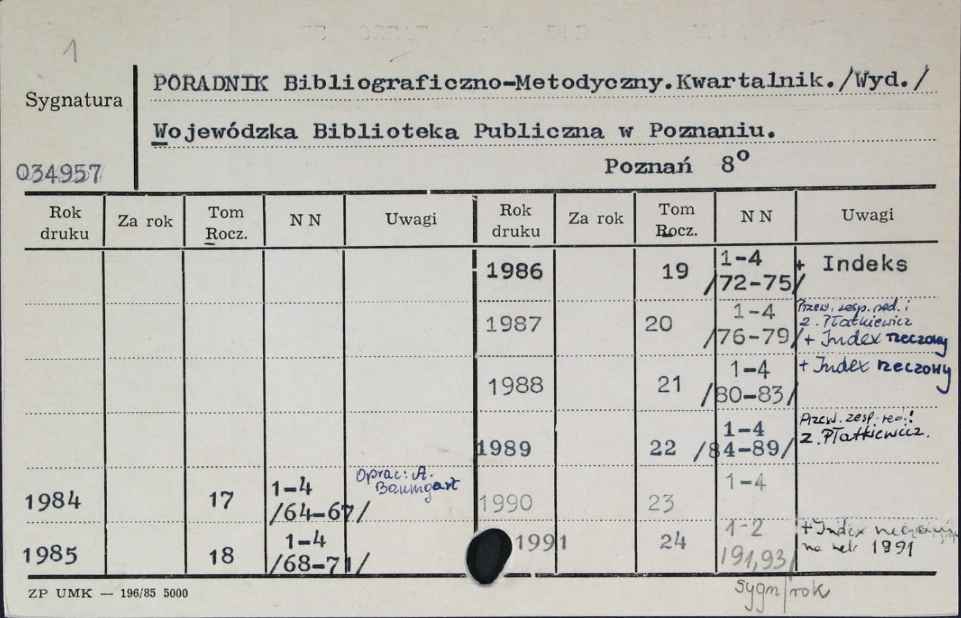 1
PORADNIK Bibliograficzno-Metodyczny.Kwartalnik./Wyd./
Sygnatura
Wojewódzka Biblioteka Publiczna w Poznaniu.
034957
Poznań 8º
Rok druku Za rok Tom Rocz. N N Uwagi Rok druku Za rok Tom Rocz. N N Uwagi
1986 19 1-4 /72-75/ + Indeks
1987 20 1-4 /76-79/ Przew. zesp. red.: Z. Płatkiewicz + Index rzeczowy
1988 21 1-4 /80-83/ + Index rzeczowy
1989 22 1-4 /84-89/ Przew. zesp. red.: Z. Płatkiewicz.
1984 17 1-4 /64-67/ Oprac: A. Baumgart 1990 23 1-4
1985 18 1-4 /68-71/ 1991 24 1-2 191,93/ + Index rzeczowy na rok 1991
ZP UMK — 196/85 5000
sygn/rok